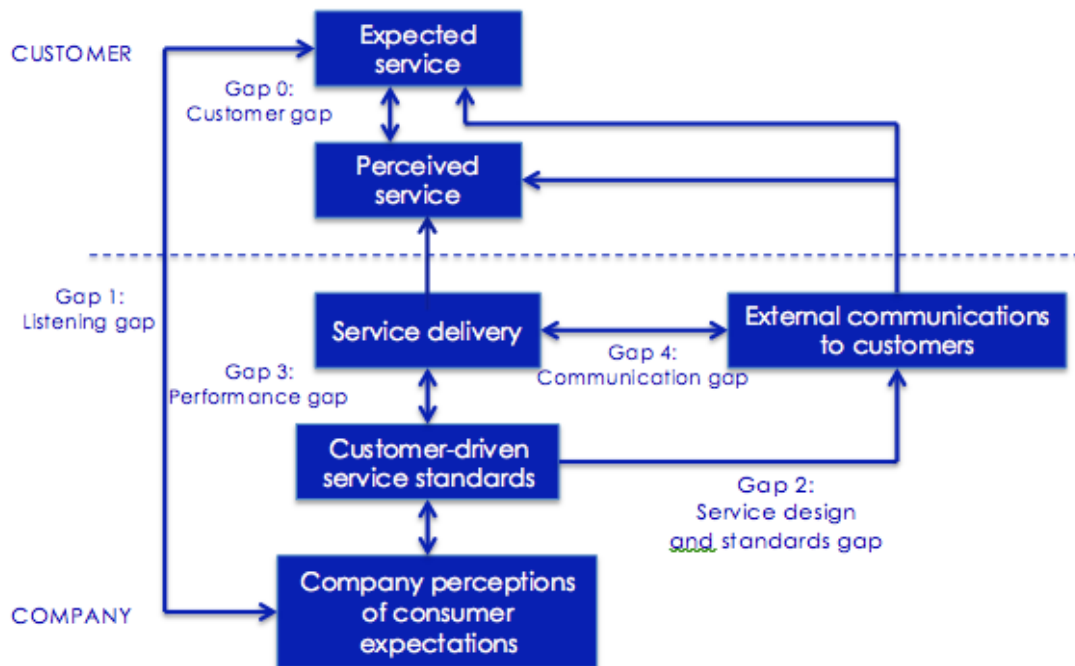 Expected
service
CUSTOMER
Gap 0:
Customer gap
Perceived
service
Gap 1:
Listening gap
Service delivery
External communications
to customers
Gap 4:
Communication gap
Gap 3:
Performance gap
Customer-driven
service standards
Gap 2:
Service design
and standards gap
Company perceptions
of consumer
expectations
COMPANY